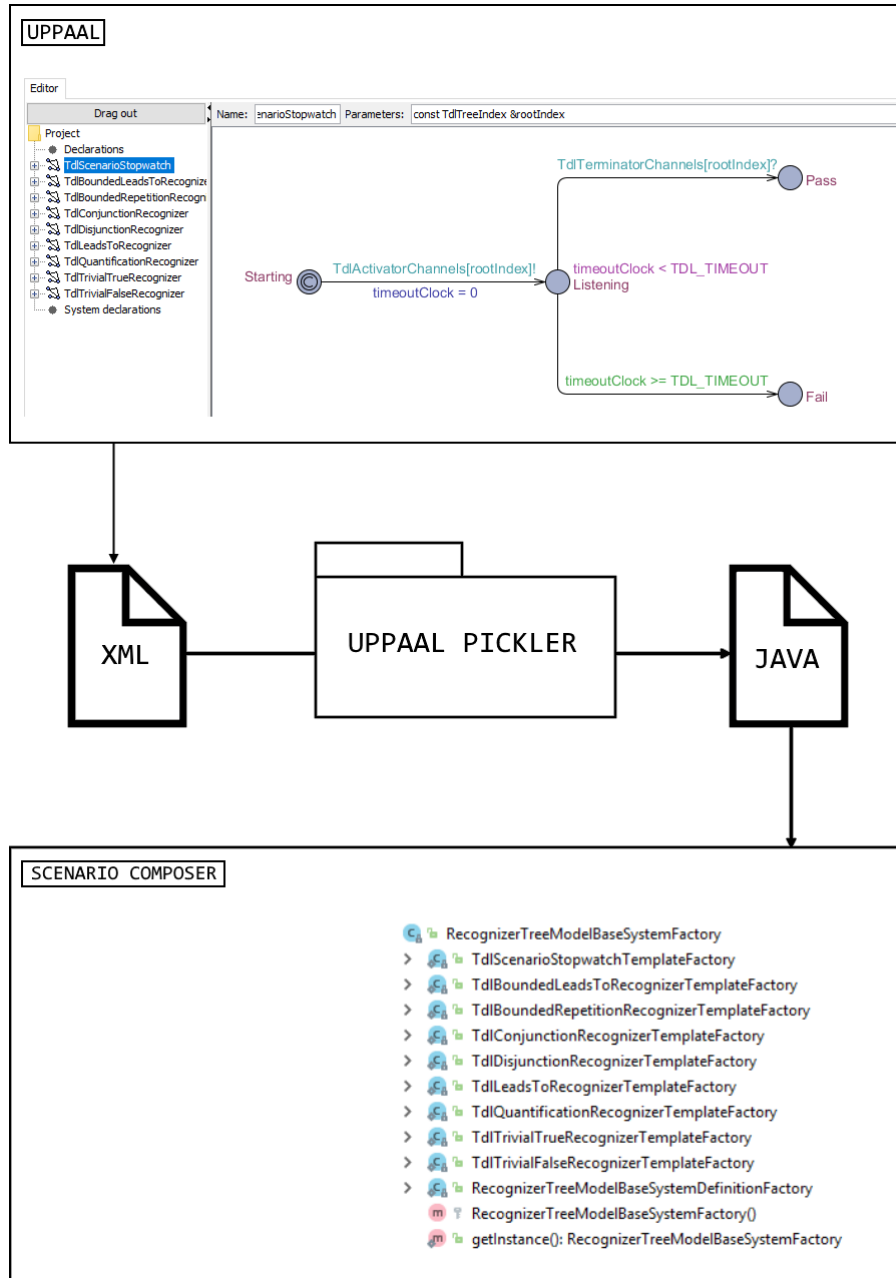 UPPAAL
Editor
Drag out
Name: enarioStopwatch Parameters: const TdlTreeIndex &rootIndex
Project
Declarations
TdlScenarioStopwatch
TdlBoundedLeadsToRecognize
TdlBoundedRepetitionRecogn
TdlConjunctionRecognizer
TdlDisjunctionRecognizer
TdlLeadsToRecognizer
TdlQuantificationRecognizer
TdlTrivialTrueRecognizer
TdlTrivialFalseRecognizer
System declarations
TdlTerminatorChannels[rootIndex]?
Pass
Starting
C
TdlActivatorChannels[rootIndex]!
timeoutClock = 0
timeoutClock < TDL_TIMEOUT
Listening
timeoutClock >= TDL_TIMEOUT
Fail
XML
UPPAAL PICKLER
JAVA
SCENARIO COMPOSER
C RecognizerTreeModelBaseSystemFactory
C TdlScenarioStopwatchTemplateFactory
C TdlBoundedLeadsToRecognizerTemplateFactory
C TdlBoundedRepetitionRecognizerTemplateFactory
C TdlConjunctionRecognizerTemplateFactory
C TdlDisjunctionRecognizerTemplateFactory
C TdlLeadsToRecognizerTemplateFactory
C TdlQuantificationRecognizerTemplateFactory
C TdlTrivialTrueRecognizerTemplateFactory
C TdlTrivialFalseRecognizerTemplateFactory
C RecognizerTreeModelBaseSystemDefinitionFactory
m RecognizerTreeModelBaseSystemFactory()
m getInstance(): RecognizerTreeModelBaseSystemFactory